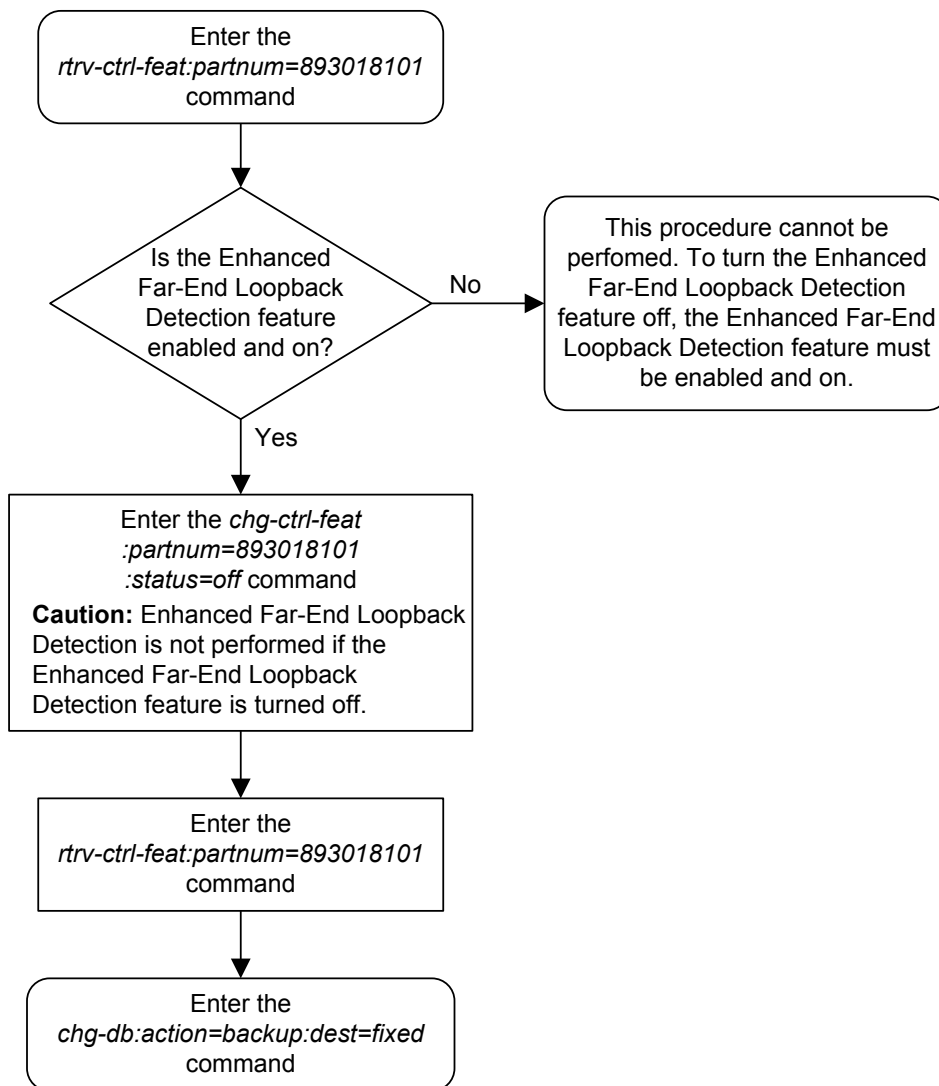 Enter the
rtrv-ctrl-feat:partnum=893018101
command
Is the Enhanced
Far-End Loopback
Detection feature
enabled and on?
No
This procedure cannot be
perfomed. To turn the Enhanced
Far-End Loopback Detection
feature off, the Enhanced Far-End
Loopback Detection feature must
be enabled and on.
Yes
Enter the chg-ctrl-feat
:partnum=893018101
:status=off command
Caution: Enhanced Far-End Loopback
Detection is not performed if the
Enhanced Far-End Loopback
Detection feature is turned off.
Enter the
rtrv-ctrl-feat:partnum=893018101
command
Enter the
chg-db:action=backup:dest=fixed
command